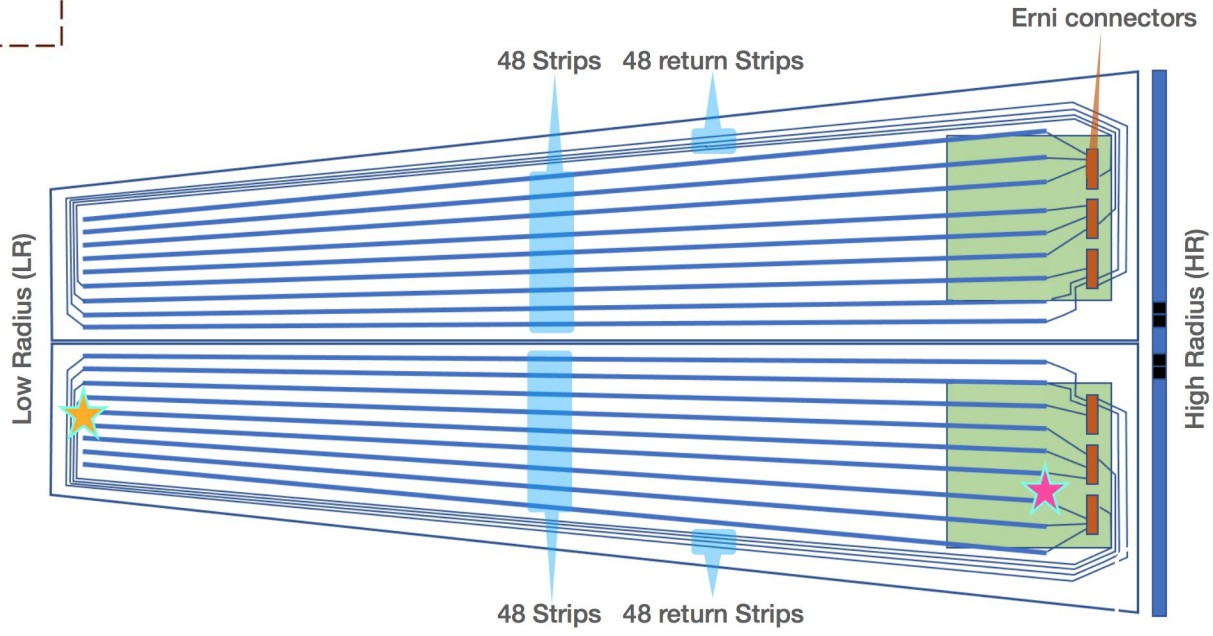 Erni connectors
48 Strips
48 return Strips
Low Radius (LR)
High Radius (HR)
48 Strips
48 return Strips